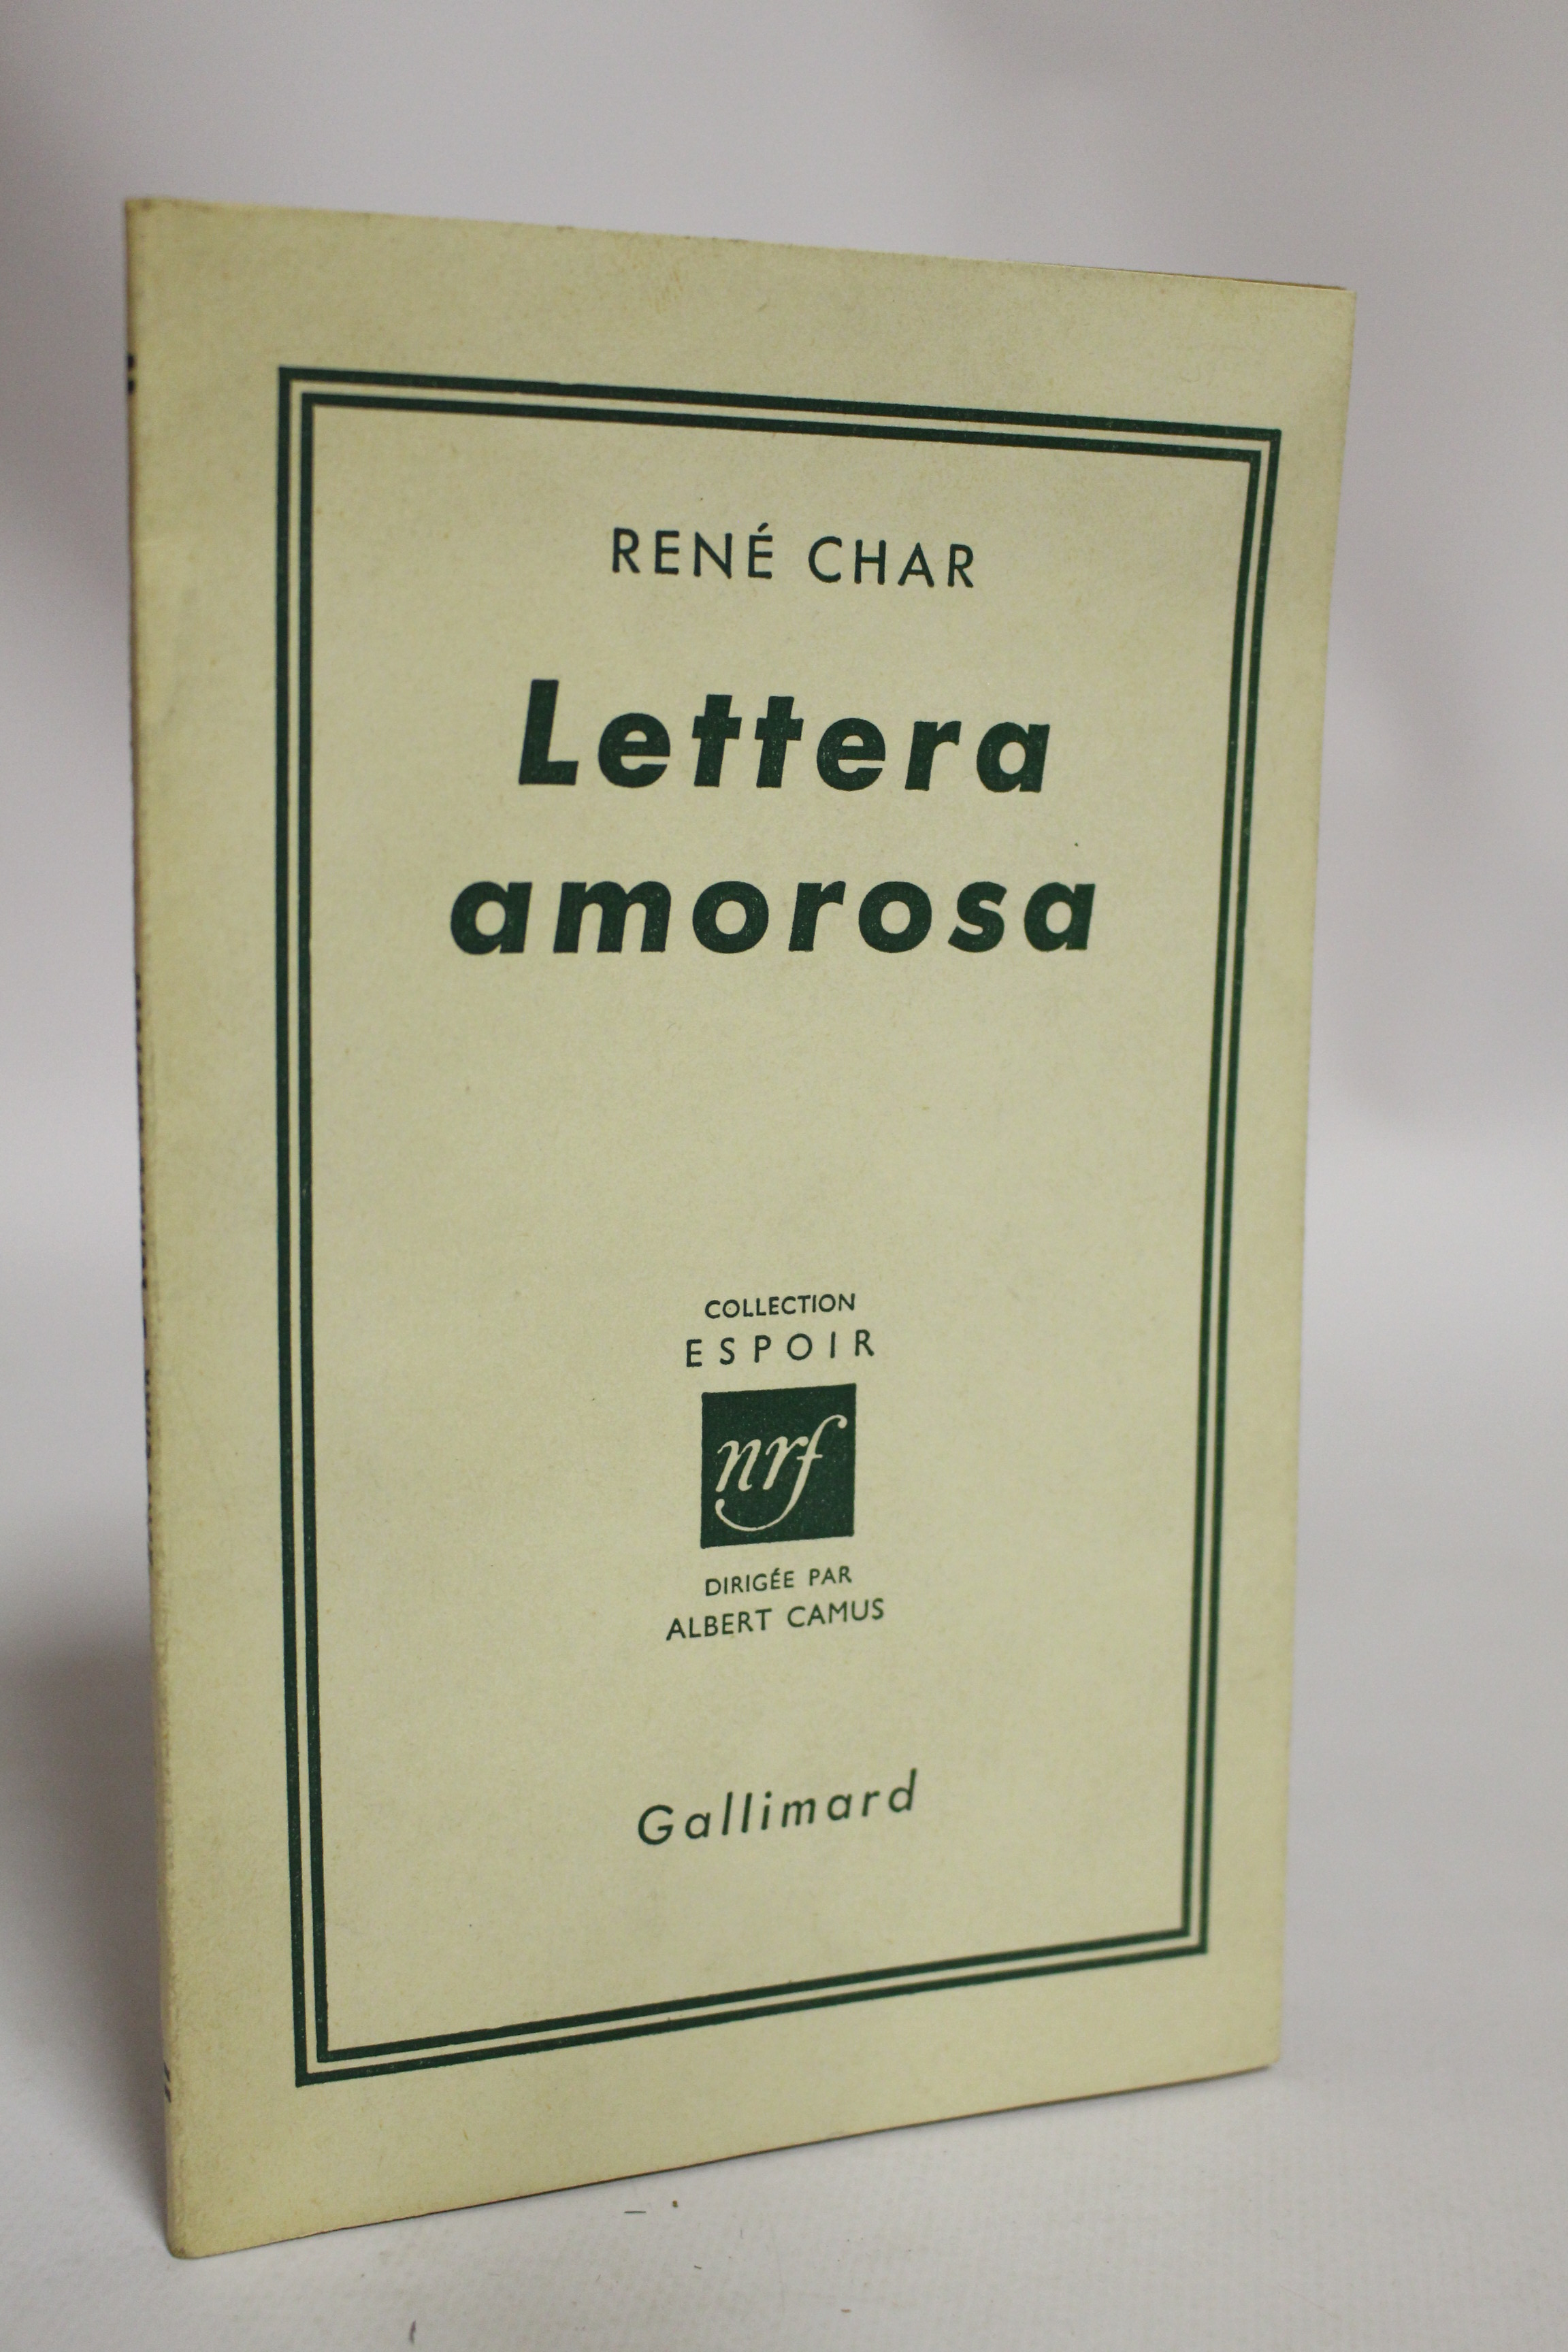 RENÉ CHAR
Lettera
amorosa
COLLECTION
ESPOIR
nrf
DIRIGÉE PAR
ALBERT CAMUS
Gallimard